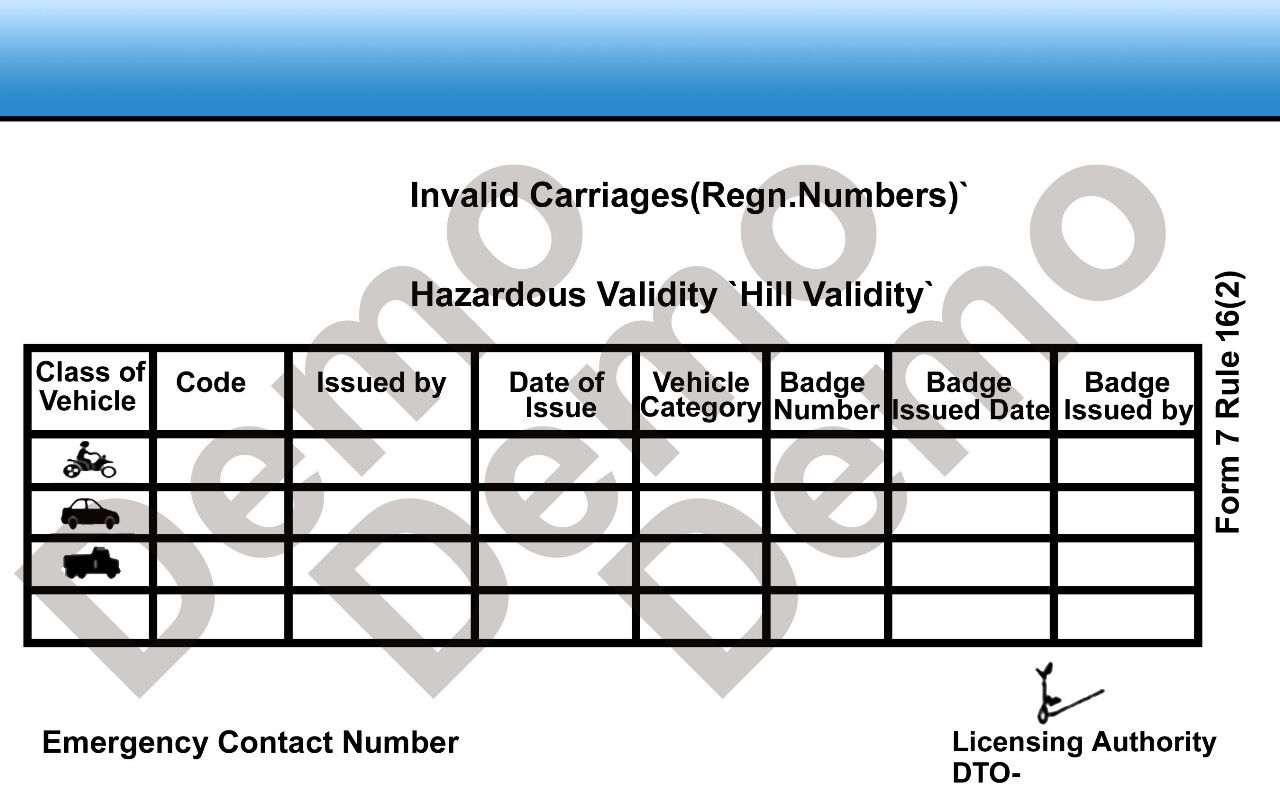 Invalid Carriages(Regn.Numbers)`
Hazardous Validity `Hill Validity`
Form 7 Rule 16(2)
Class of Vehicle
Code
Issued by
Date of Issue
Vehicle Category
Badge Number
Badge Issued Date
Badge Issued by
Demo
Demo
Demo
Emergency Contact Number
Licensing Authority
DTO-